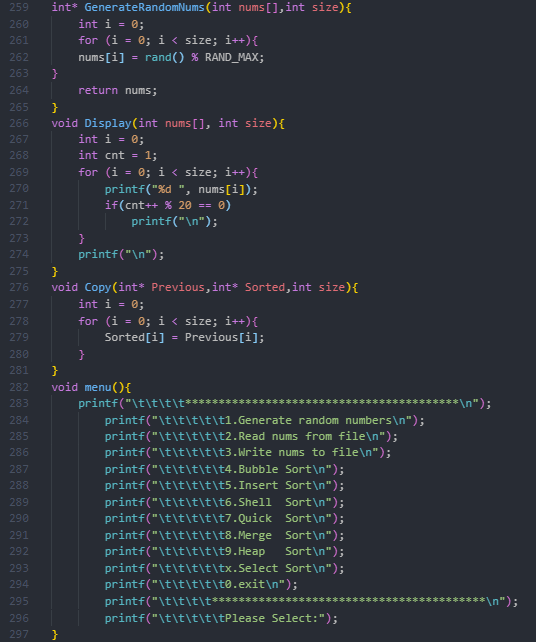 259 int* GenerateRandomNums(int nums[],int size){
260     int i = 0;
261     for (i = 0; i < size; i++){
262     nums[i] = rand() % RAND_MAX;
263 }
264     return nums;
265 }
266 void Display(int nums[], int size){
267     int i = 0;
268     int cnt = 1;
269     for (i = 0; i < size; i++){
270         printf("%d ", nums[i]);
271         if(cnt++ % 20 == 0)
272             printf("\n");
273     }
274     printf("\n");
275 }
276 void Copy(int* Previous,int* Sorted,int size){
277     int i = 0;
278     for (i = 0; i < size; i++){
279         Sorted[i] = Previous[i];
280         }
281 }
282 void menu(){
283     printf("\t\t\t\t*****************************************\n");
284         printf("\t\t\t\t\t1.Generate random numbers\n");
285         printf("\t\t\t\t\t2.Read nums from file\n");
286         printf("\t\t\t\t\t3.Write nums to file\n");
287         printf("\t\t\t\t\t4.Bubble Sort\n");
288         printf("\t\t\t\t\t5.Insert Sort\n");
289         printf("\t\t\t\t\t6.Shell  Sort\n");
290         printf("\t\t\t\t\t7.Quick  Sort\n");
291         printf("\t\t\t\t\t8.Merge  Sort\n");
292         printf("\t\t\t\t\t9.Heap   Sort\n");
293         printf("\t\t\t\t\tx.Select Sort\n");
294         printf("\t\t\t\t\t0.exit\n");
295         printf("\t\t\t\t*****************************************\n");
296         printf("\t\t\t\t\tPlease Select:");
297 }